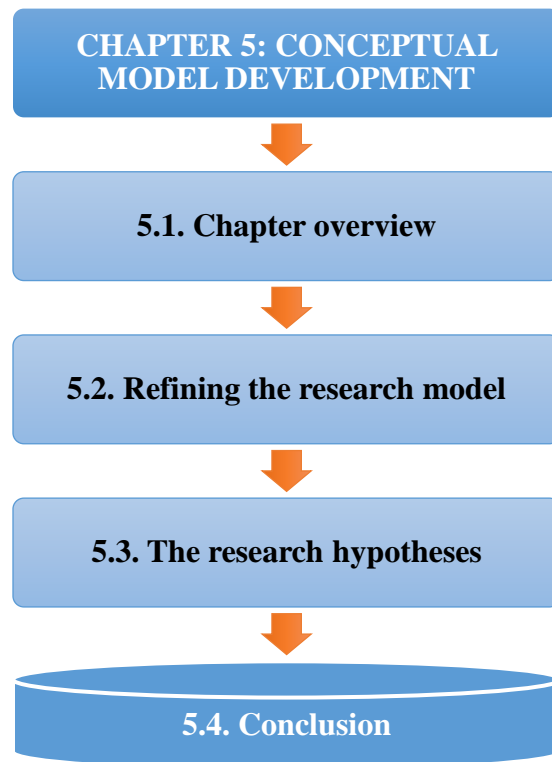 CHAPTER 5: CONCEPTUAL
MODEL DEVELOPMENT
5.1. Chapter overview
5.2. Refining the research model
5.3. The research hypotheses
5.4. Conclusion